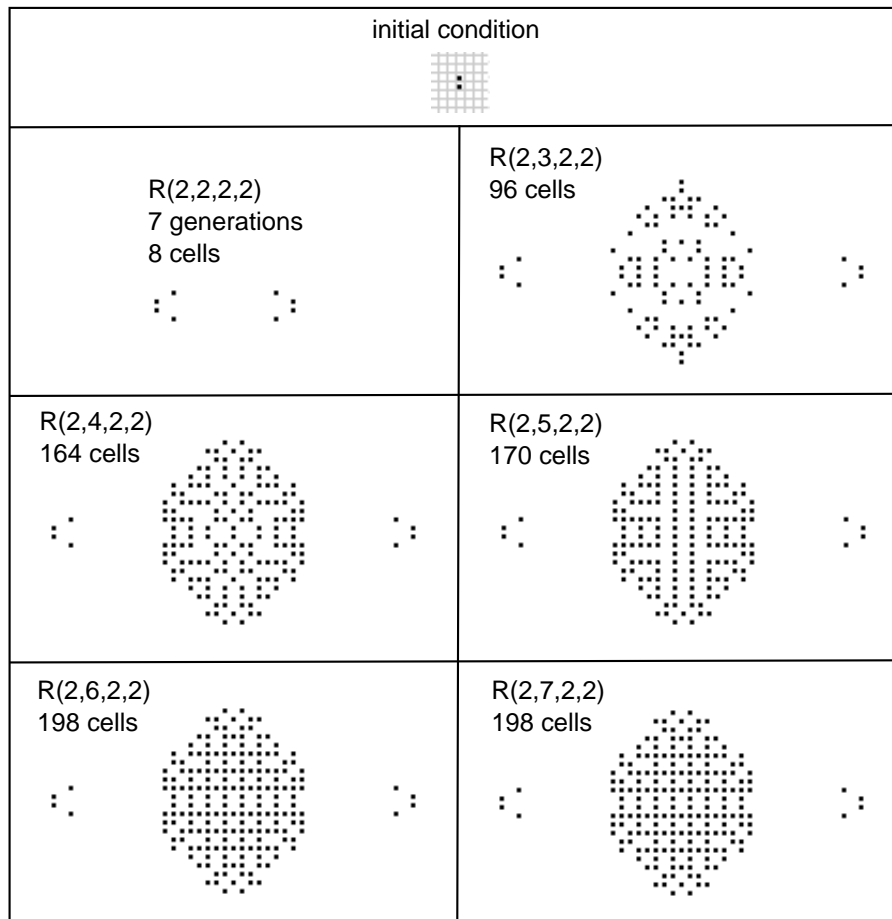 initial condition
R(2,2,2,2)
7 generations
8 cells
R(2,3,2,2)
96 cells
R(2,4,2,2)
164 cells
R(2,5,2,2)
170 cells
R(2,6,2,2)
198 cells
R(2,7,2,2)
198 cells